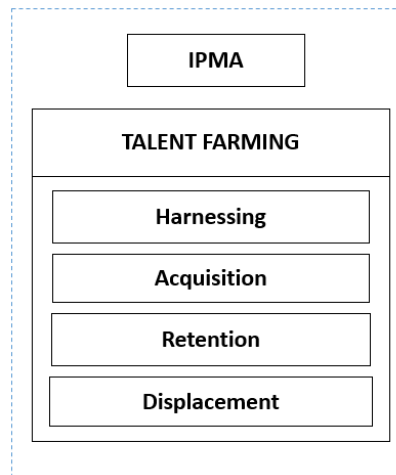 IPMA
TALENT FARMING
Harnessing
Acquisition
Retention
Displacement